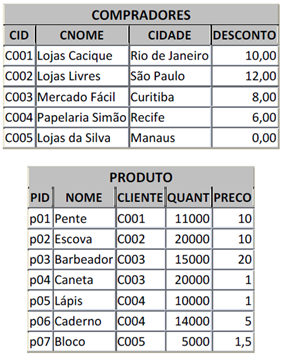 COMPRADORES
CID CNOME CIDADE DESCONTO
C001 Lojas Cacique Rio de Janeiro 10,00
C002 Lojas Livres São Paulo 12,00
C003 Mercado Fácil Curitiba 8,00
C004 Papelaria Simão Recife 6,00
C005 Lojas da Silva Manaus 0,00
PRODUTO
PID NOME CLIENTE QUANT PRECO
p01 Pente C001 11000 10
p02 Escova C002 20000 10
p03 Barbeador C003 15000 20
p04 Caneta C003 20000 1
p05 Lápis C004 10000 1
p06 Caderno C004 14000 5
p07 Bloco C005 5000 1,5